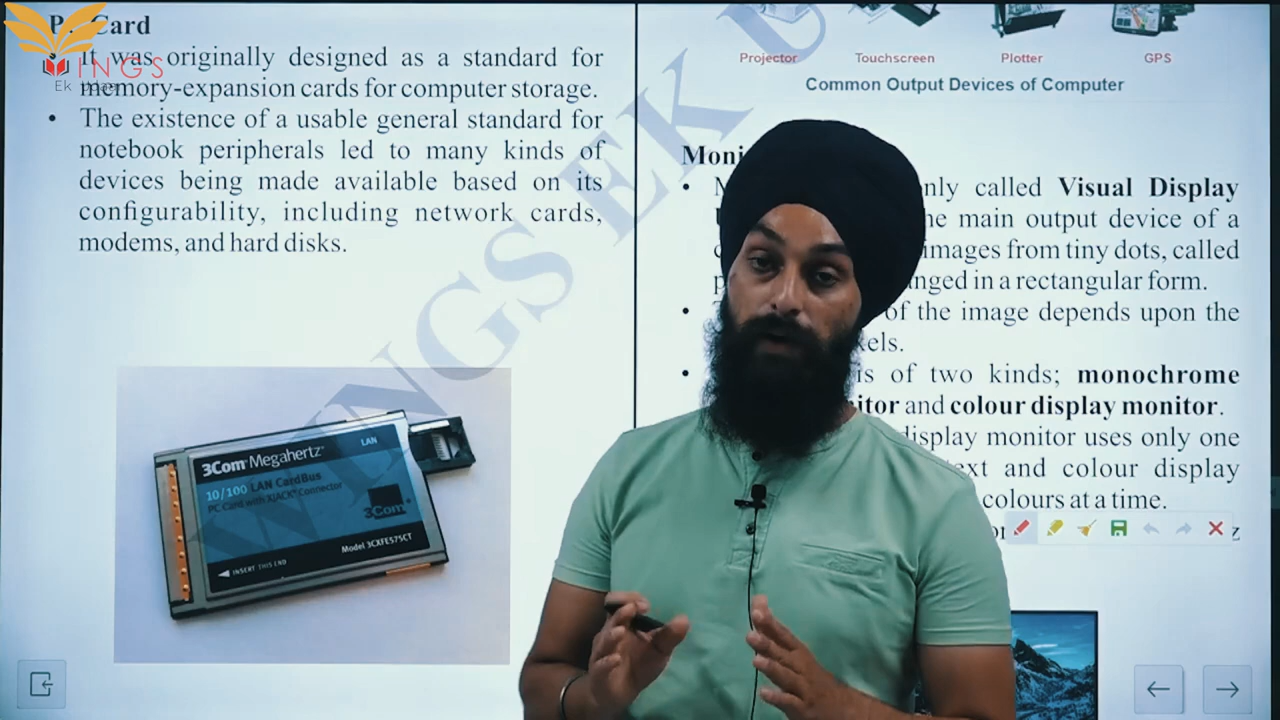 PC Card
It was originally designed as a standard for
memory-expansion cards for computer storage.
• The existence of a usable general standard for
notebook peripherals led to many kinds of
devices being made available based on its
configurability, including network cards,
modems, and hard disks.
WINGS
Ek Udaan
3Com Megahertz
LAN
10/100 LAN CardBus
PC Card with XJACK Connector
3Com
Model 3CXFE575CT
INSERT THIS END
WINGS EK U
Projector Touchscreen Plotter GPS
Common Output Devices of Computer
Moni
• M only called Visual Display
he main output device of a
images from tiny dots, called
p nged in a rectangular form.
• of the image depends upon the
xels.
• is of two kinds; monochrome
itor and colour display monitor.
display monitor uses only one
ext and colour display
colours at a time.